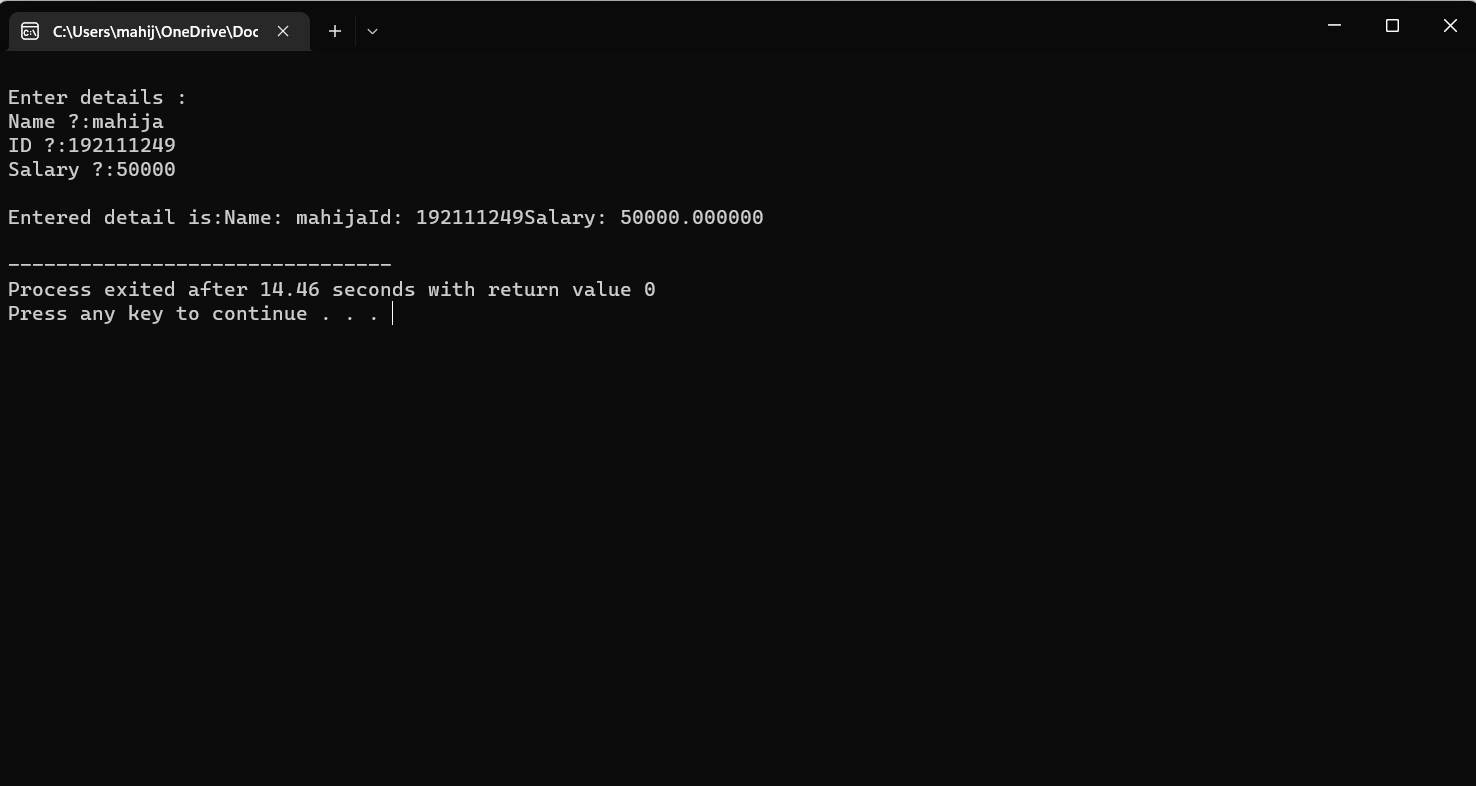 C:\Users\mahij\OneDrive\Doc
Enter details :
Name ?:mahija
ID ?:192111249
Salary ?:50000
Entered detail is:Name: mahijaId: 192111249Salary: 50000.000000
--------------------------------
Process exited after 14.46 seconds with return value 0
Press any key to continue . . .